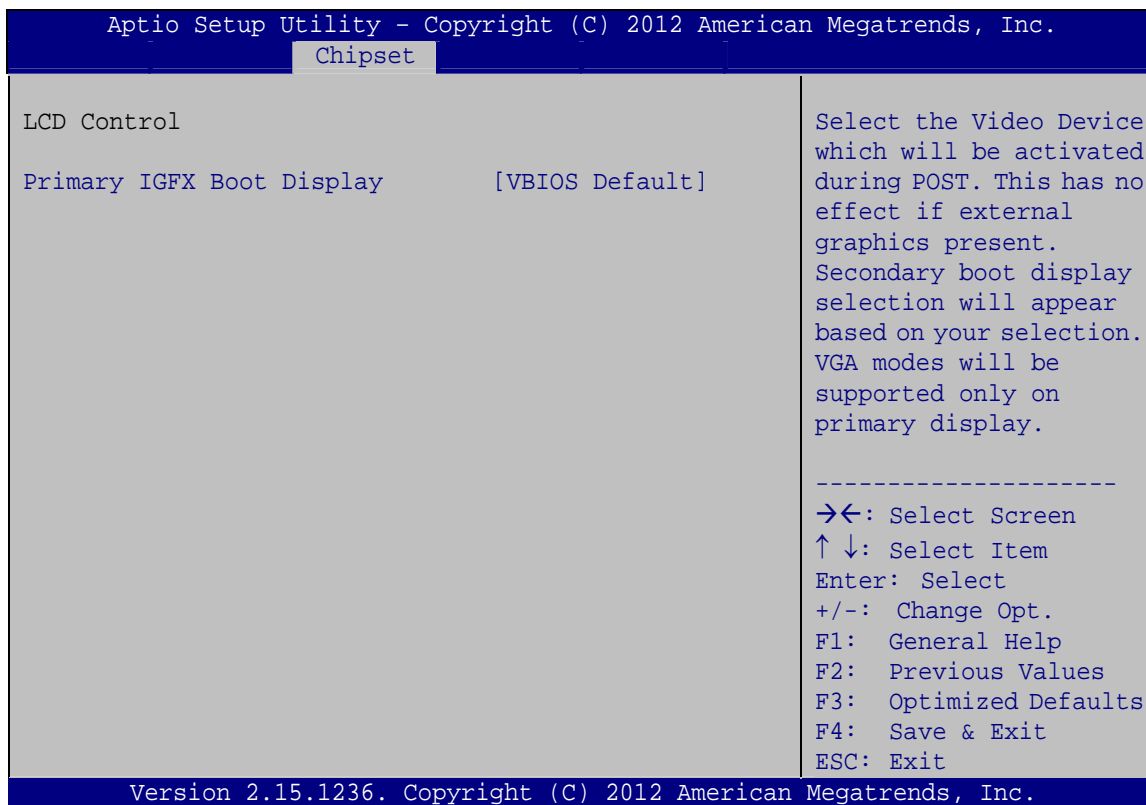 Aptio Setup Utility – Copyright (C) 2012 American Megatrends, Inc.
Chipset
LCD Control
Primary IGFX Boot Display [VBIOS Default]
Select the Video Device
which will be activated
during POST. This has no
effect if external
graphics present.
Secondary boot display
selection will appear
based on your selection.
VGA modes will be
supported only on
primary display.
---------------------
→←: Select Screen
↑ ↓: Select Item
Enter: Select
+/-: Change Opt.
F1: General Help
F2: Previous Values
F3: Optimized Defaults
F4: Save & Exit
ESC: Exit
Version 2.15.1236. Copyright (C) 2012 American Megatrends, Inc.